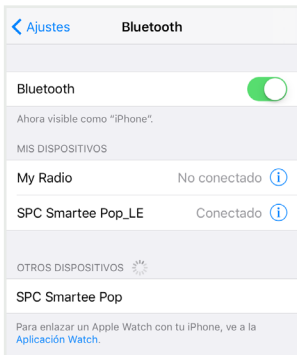 Ajustes Bluetooth
Bluetooth
Ahora visible como “iPhone”.
MIS DISPOSITIVOS
My Radio No conectado
SPC Smartee Pop_LE Conectado
OTROS DISPOSITIVOS
SPC Smartee Pop
Para enlazar un Apple Watch con tu iPhone, ve a la
Aplicación Watch.